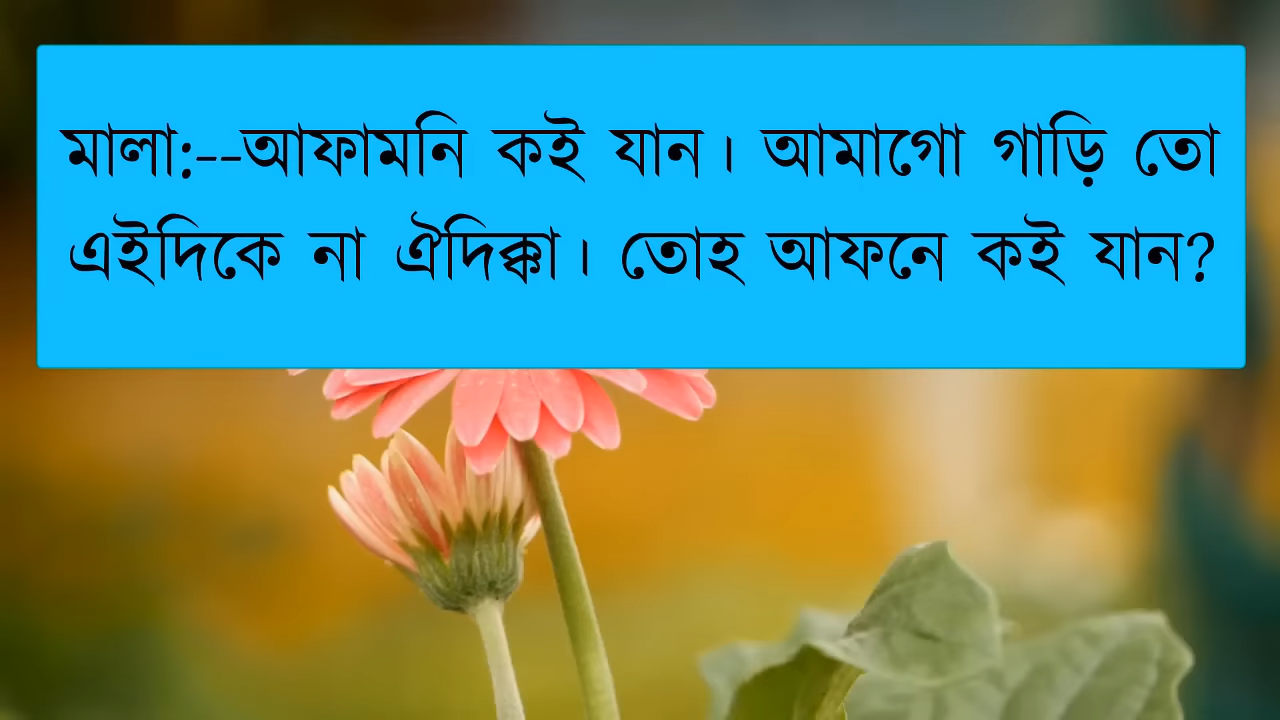 মালা:--আফামনি কই যান। আমাগো গাড়ি তো
এইদিকে না ঐদিক্কা। তোহ আফনে কই যান?